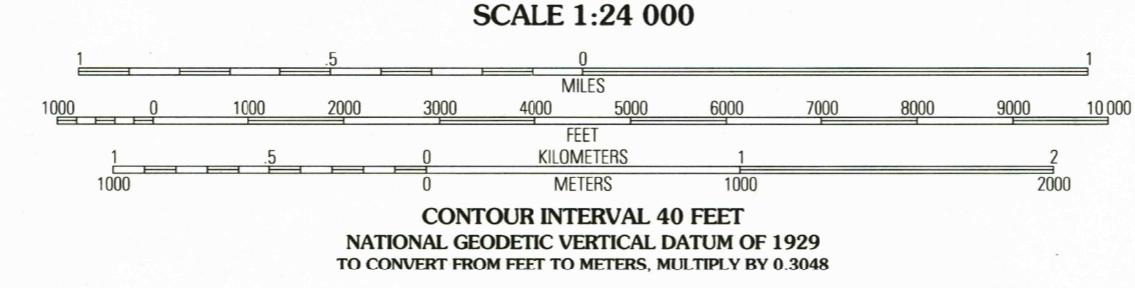 SCALE 1:24 000
1 .5 0 1
MILES
1000 0 1000 2000 3000 4000 5000 6000 7000 8000 9000 10 000
FEET
1 .5 0 KILOMETERS 1 2
1000 0 METERS 1000 2000
CONTOUR INTERVAL 40 FEET
NATIONAL GEODETIC VERTICAL DATUM OF 1929
TO CONVERT FROM FEET TO METERS, MULTIPLY BY 0.3048